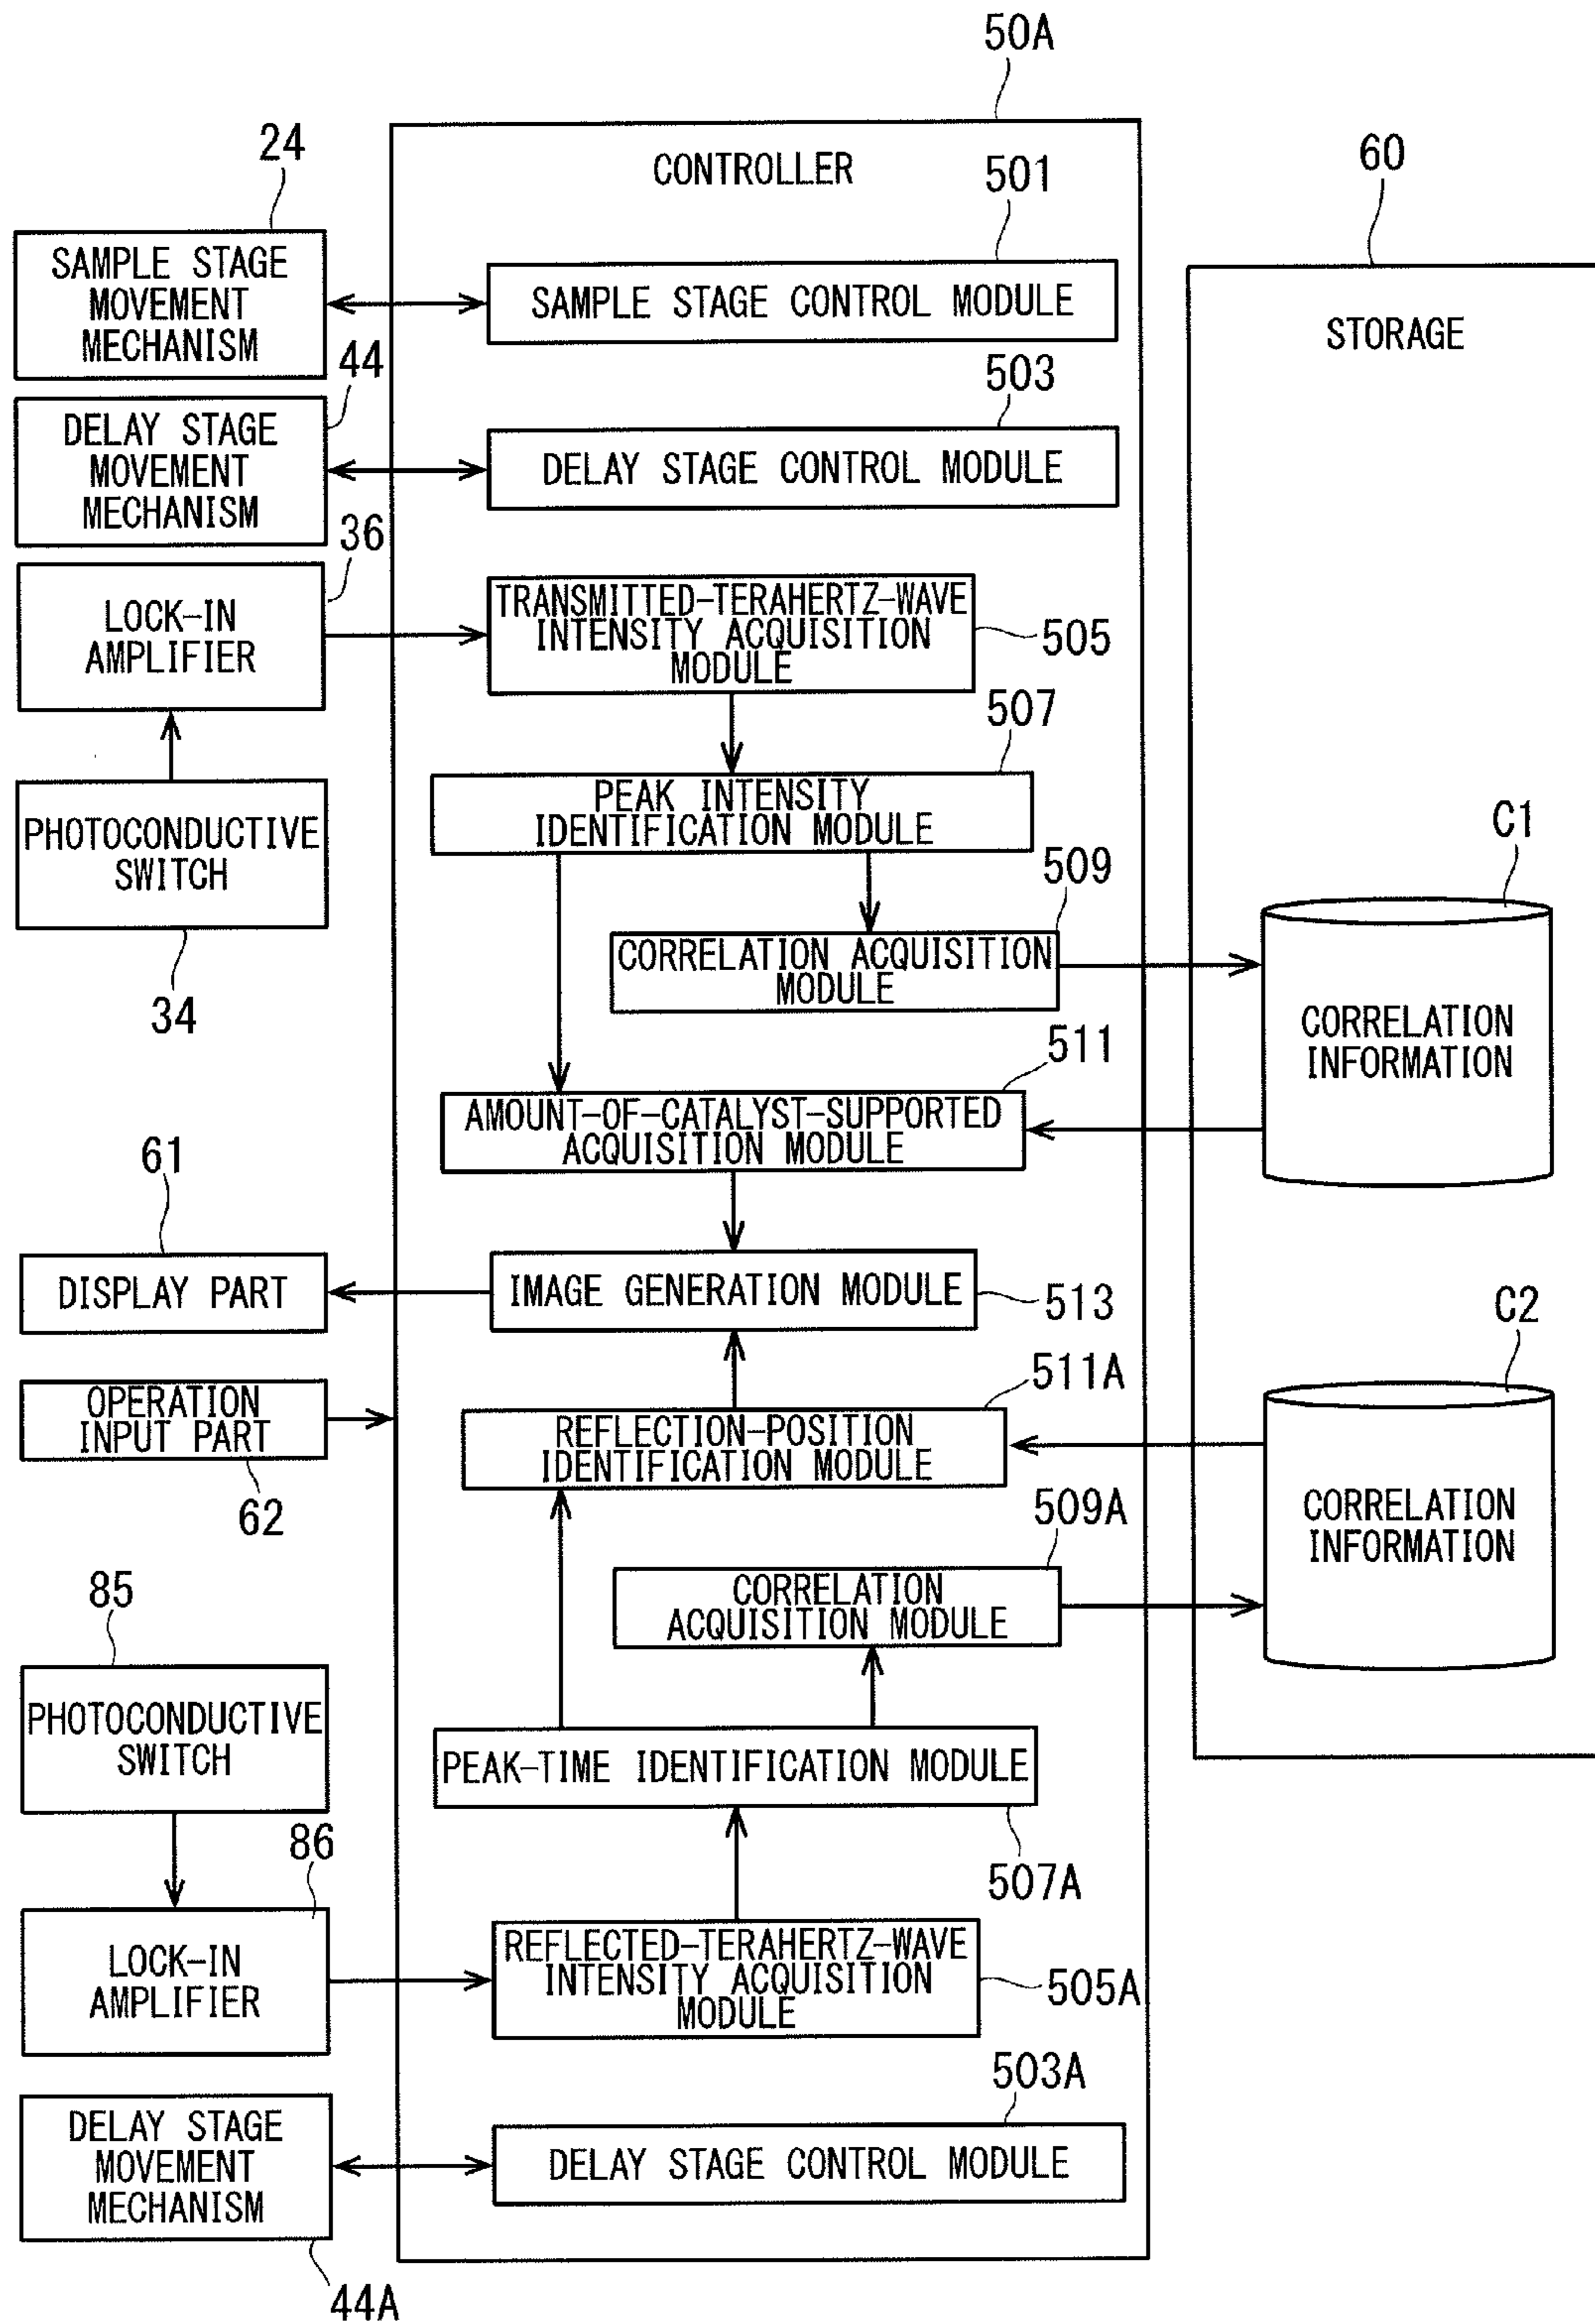 50A
24
CONTROLLER
501
60
SAMPLE STAGE
MOVEMENT
MECHANISM
SAMPLE STAGE CONTROL MODULE
STORAGE
44
503
DELAY STAGE
MOVEMENT
MECHANISM
DELAY STAGE CONTROL MODULE
36
LOCK-IN
AMPLIFIER
TRANSMITTED-TERAHERTZ-WAVE
INTENSITY ACQUISITION
MODULE
505
507
PEAK INTENSITY
IDENTIFICATION MODULE
PHOTOCONDUCTIVE
SWITCH
34
509
C1
CORRELATION ACQUISITION
MODULE
CORRELATION
INFORMATION
511
AMOUNT-OF-CATALYST-SUPPORTED
ACQUISITION MODULE
61
DISPLAY PART
IMAGE GENERATION MODULE
513
C2
511A
OPERATION
INPUT PART
62
REFLECTION-POSITION
IDENTIFICATION MODULE
509A
CORRELATION
INFORMATION
CORRELATION
ACQUISITION MODULE
85
PHOTOCONDUCTIVE
SWITCH
PEAK-TIME IDENTIFICATION MODULE
507A
86
LOCK-IN
AMPLIFIER
REFLECTED-TERAHERTZ-WAVE
INTENSITY ACQUISITION
MODULE
505A
503A
DELAY STAGE
MOVEMENT
MECHANISM
DELAY STAGE CONTROL MODULE
44A